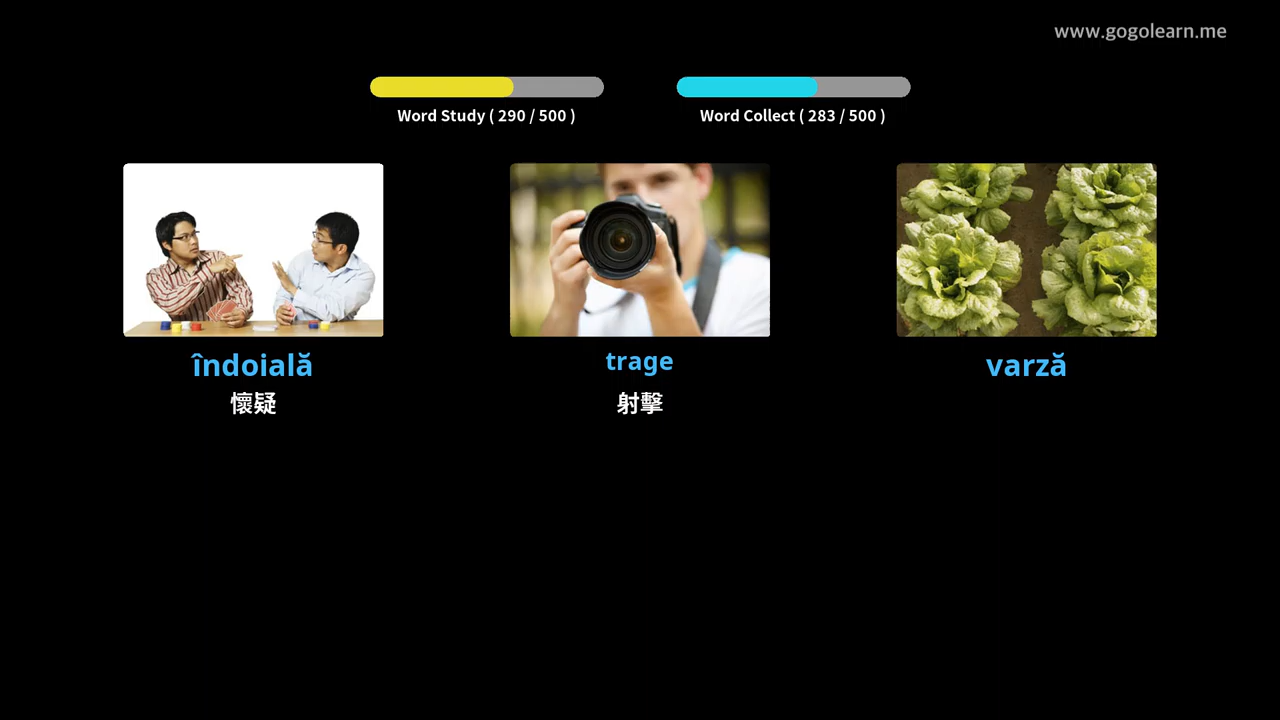 www.gogolearn.me
Word Study ( 290 / 500 )
Word Collect ( 283 / 500 )
îndoială
trage
varză
懷疑
射擊